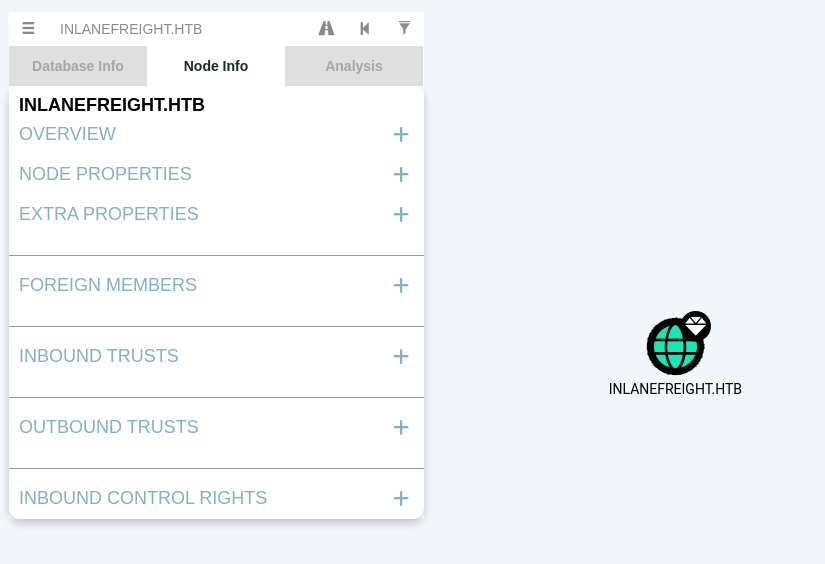 INLANEFREIGHT.HTB
Database Info Node Info Analysis
INLANEFREIGHT.HTB
OVERVIEW
NODE PROPERTIES
EXTRA PROPERTIES
FOREIGN MEMBERS
INBOUND TRUSTS
OUTBOUND TRUSTS
INBOUND CONTROL RIGHTS
INLANEFREIGHT.HTB